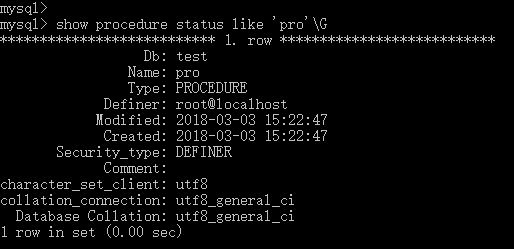 mysql>
mysql> show procedure status like 'pro'\G
*************************** 1. row ***************************
Db: test
Name: pro
Type: PROCEDURE
Definer: root@localhost
Modified: 2018-03-03 15:22:47
Created: 2018-03-03 15:22:47
Security_type: DEFINER
Comment:
character_set_client: utf8
collation_connection: utf8_general_ci
Database Collation: utf8_general_ci
1 row in set (0.00 sec)